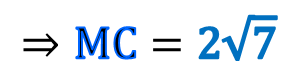 ⇒ MC = 2√7